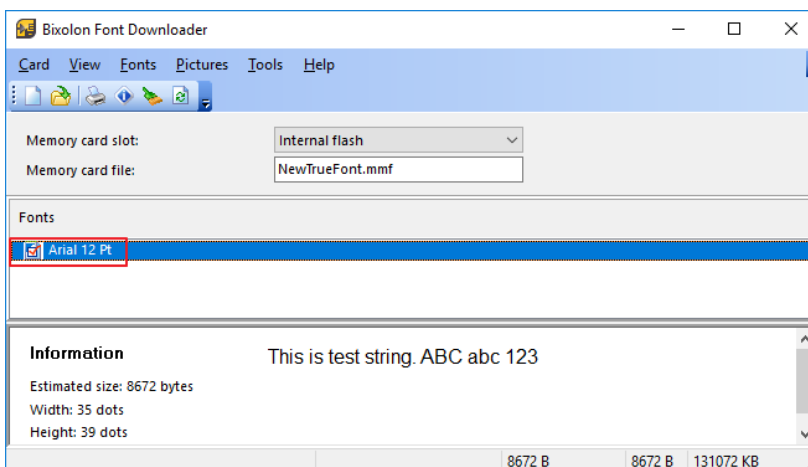 Bixolon Font Downloader
Card View Fonts Pictures Tools Help
Memory card slot: Internal flash
Memory card file: NewTrueFont.mmf
Fonts
Arial 12 Pt
Information This is test string. ABC abc 123
Estimated size: 8672 bytes
Width: 35 dots
Height: 39 dots
8672 B 8672 B 131072 KB